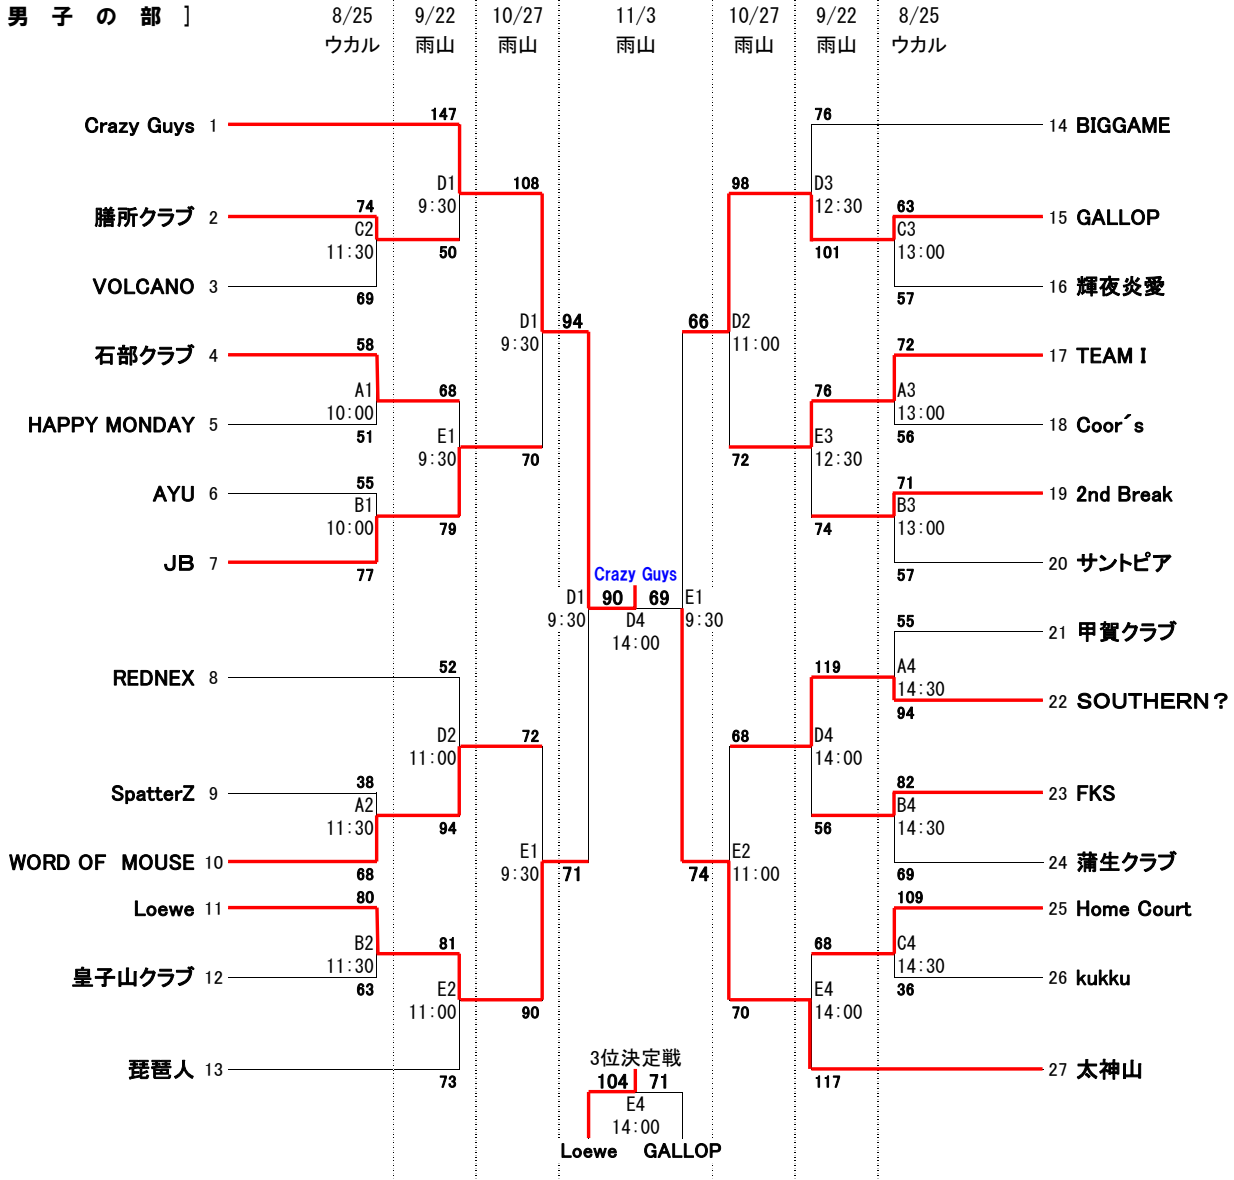 男 子 の 部 ]
8/25 9/22 10/27 11/3 10/27 9/22 8/25
ウカル 雨山 雨山 雨山 雨山 雨山 ウカル
147 76
Crazy Guys 1 14 BIGGAME
D1 108 98 D3
9:30 12:30
74 63
膳所クラブ 2 15 GALLOP
C2 C3
11:30 50 101 13:00
VOLCANO 3 16 輝夜炎愛
69 57
D1 94 66 D2
9:30 11:00
58 72
石部クラブ 4 17 TEAM I
A1 68 76 A3
10:00 13:00
HAPPY MONDAY 5 18 Coor´s
51 E1 E3 56
9:30 70 72 12:30
55 71
AYU 6 19 2nd Break
B1 B3
10:00 79 74 13:00
JB 7 20 サントピア
77 57
Crazy Guys
D1 90 69 E1
9:30 D4 9:30
14:00
55
21 甲賀クラブ
52 119 A4
REDNEX 8 14:30
22 SOUTHERN?
94
D2 72 68 D4
11:00 14:00
38 82
SpatterZ 9 23 FKS
A2 B4
11:30 94 56 14:30
E1 E2
WORD OF MOUSE 10 24 蒲生クラブ
68 9:30 71 74 11:00 69
80 109
Loewe 11 25 Home Court
B2 81 68 C4
11:30 14:30
皇子山クラブ 12 26 kukku
63 E2 E4 36
11:00 90 70 14:00
3位決定戦
琵琶人 13 27 太神山
73 104 71 117
E4
14:00
Loewe GALLOP